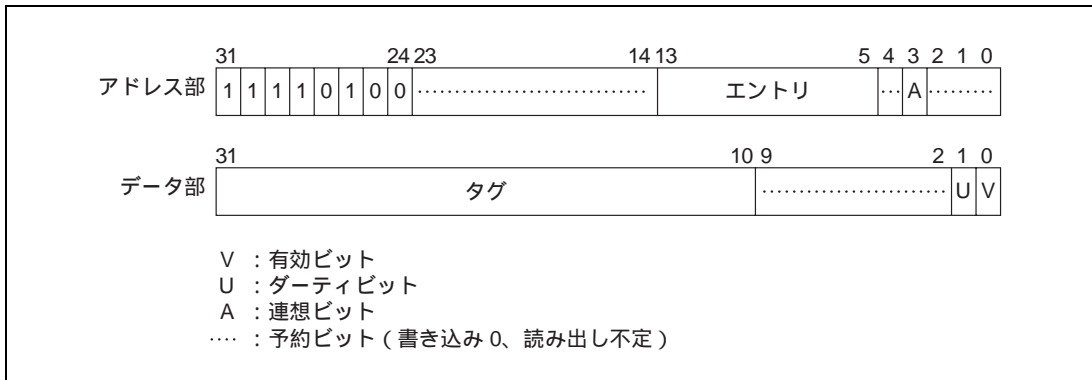 31 24 23 14 13 5 4 3 2 1 0
アドレス部 1 1 1 1 0 1 0 0 …………………………… エントリ … A ………
31 10 9 2 1 0
データ部 タグ ……………………… U V
V :有効ビット
U :ダーティビット
A :連想ビット
‥‥ :予約ビット(書き込み 0、読み出し不定)